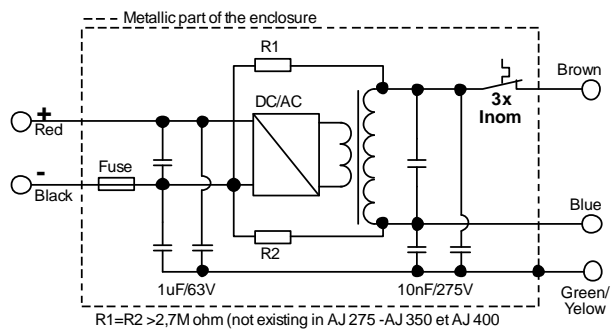 Metallic part of the enclosure
R1
DC/AC
Brown
3x
Inom
+
Red
Fuse
-
Black
Blue
R2
1uF/63V
10nF/275V
Green/
Yelow
R1=R2 >2,7M ohm (not existing in AJ 275 -AJ 350 et AJ 400